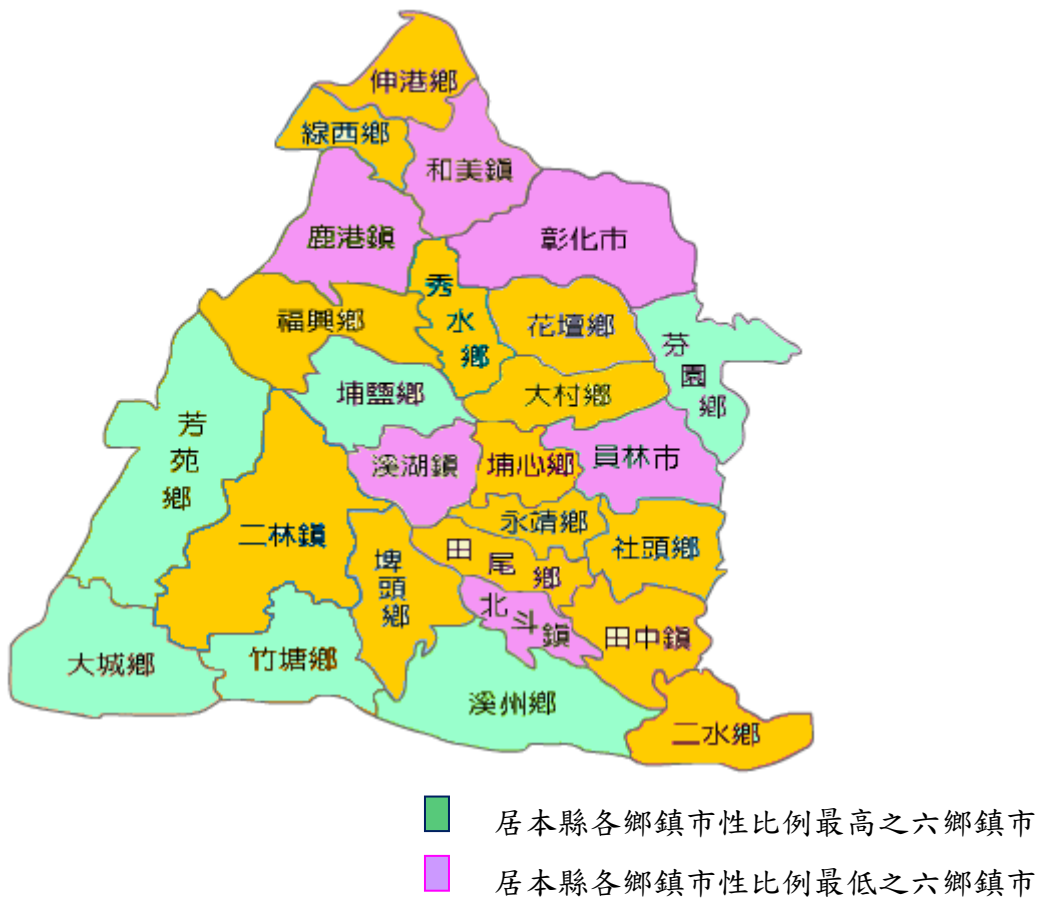 伸港鄉
線西鄉
和美鎮
鹿港鎮
彰化市
秀水鄉
福興鄉
花壇鄉
芬園鄉
埔鹽鄉
大村鄉
芳苑鄉
溪湖鎮
埔心鄉
員林市
二林鎮
永靖鄉
田尾鄉
社頭鄉
埤頭鄉
北斗鎮
田中鎮
大城鄉
竹塘鄉
溪州鄉
二水鄉
居本縣各鄉鎮市性比例最高之六鄉鎮市
居本縣各鄉鎮市性比例最低之六鄉鎮市